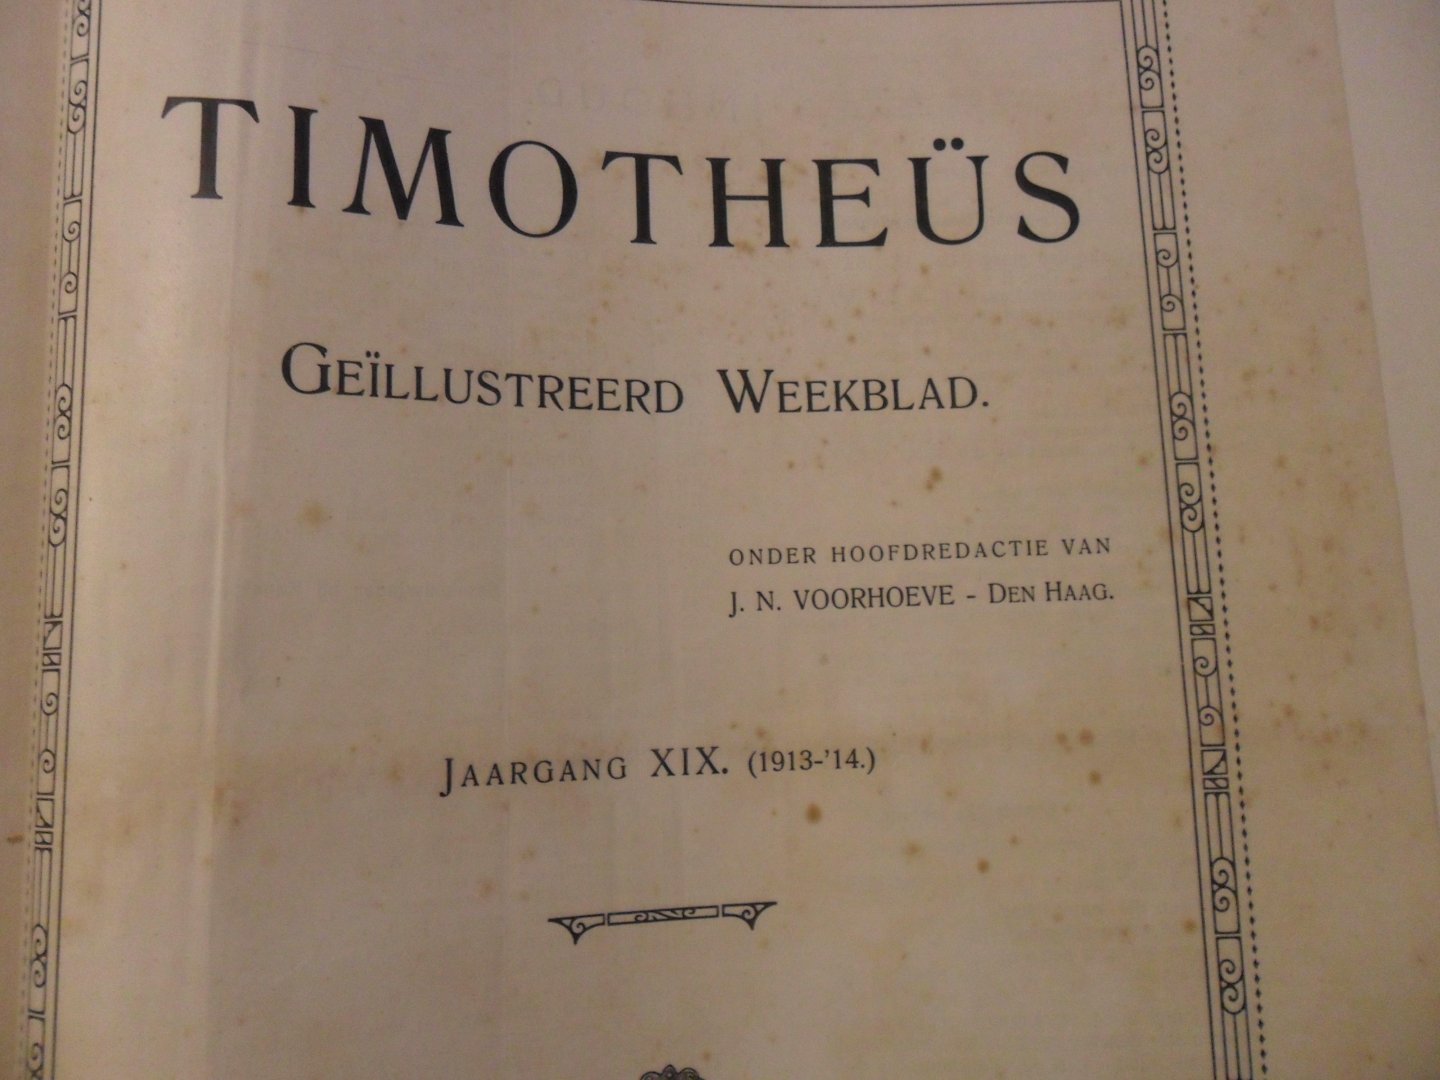 TIMOTHEÜS
GEÏLLUSTREERD WEEKBLAD.
ONDER HOOFDREDACTIE VAN
J. N. VOORHOEVE - DEN HAAG.
JAARGANG XIX. (1913-'14.)